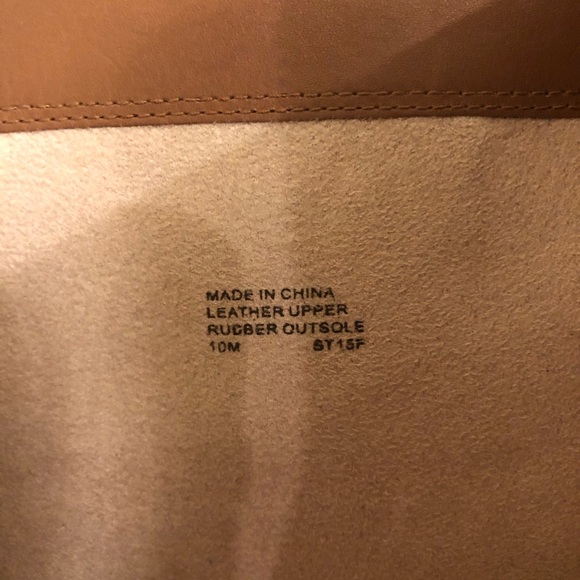 MADE IN CHINA
LEATHER UPPER
RUBBER OUTSOLE
10M ST15F